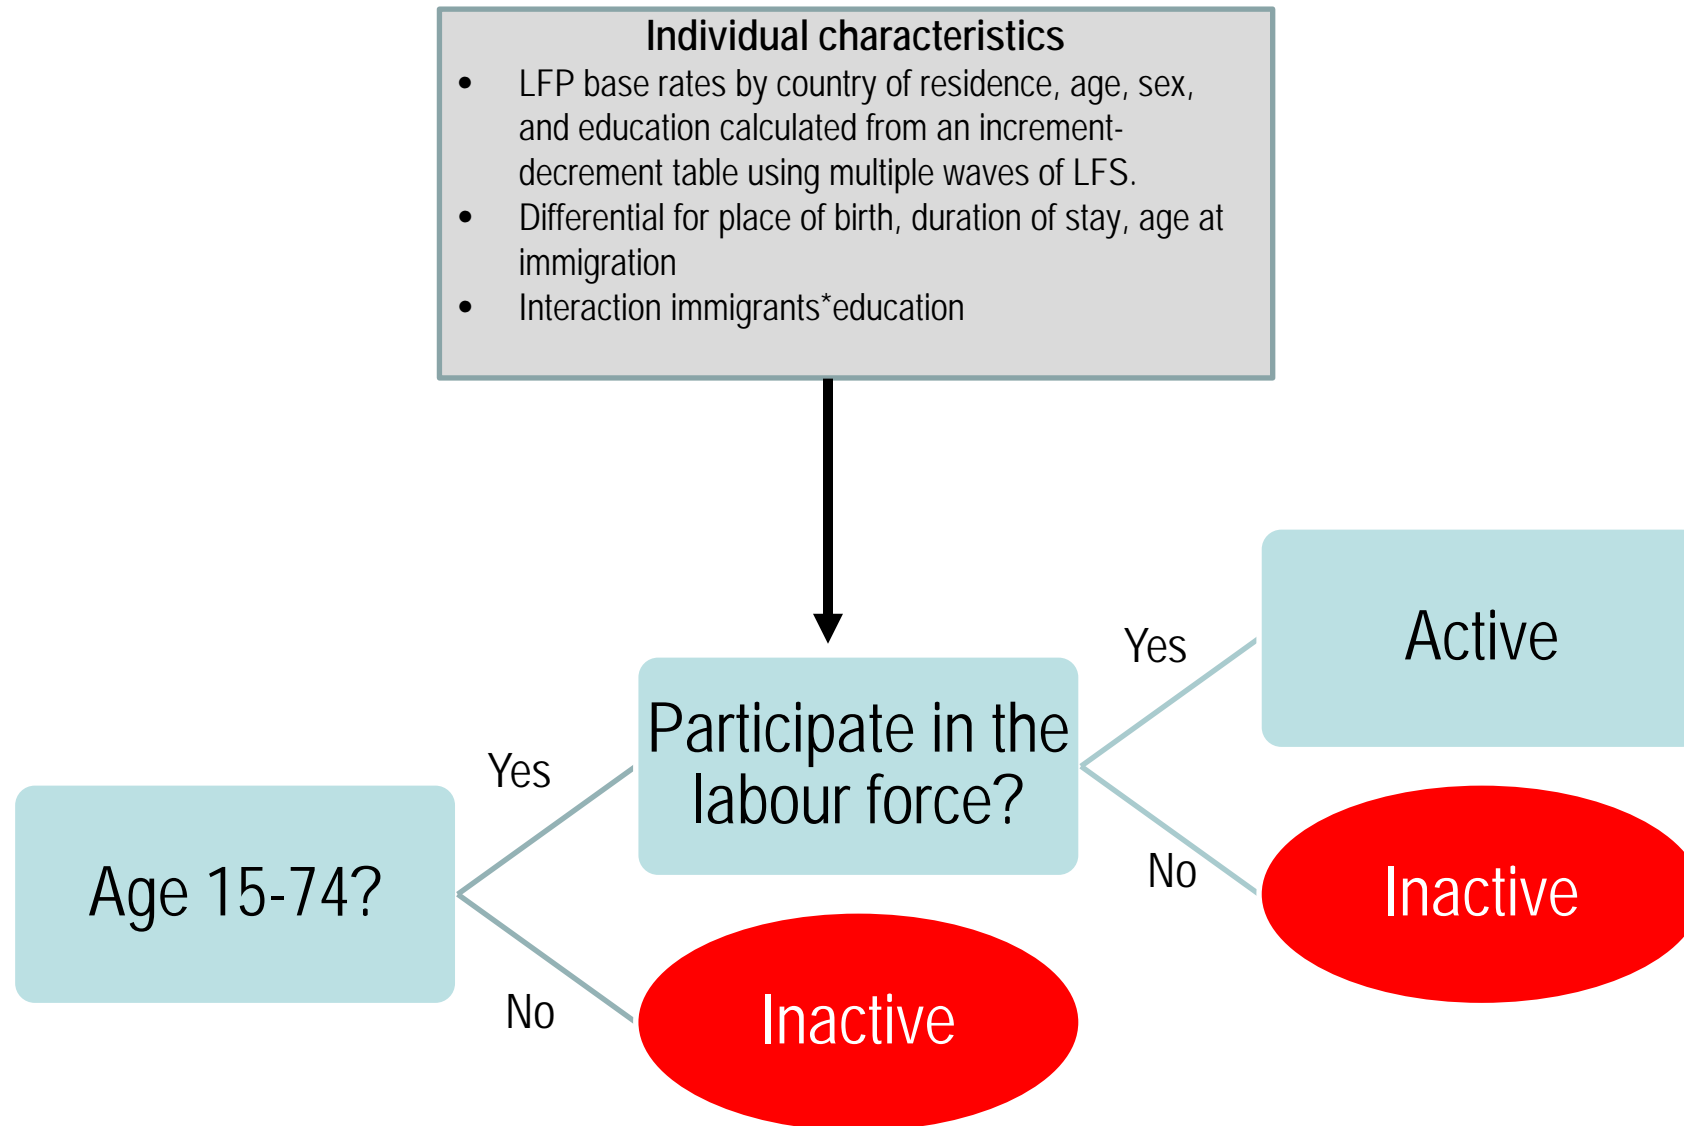 Individual characteristics
• LFP base rates by country of residence, age, sex,
and education calculated from an increment-
decrement table using multiple waves of LFS.
• Differential for place of birth, duration of stay, age at
immigration
• Interaction immigrants*education
Yes
Active
Participate in the
labour force?
Yes
No
Inactive
Age 15-74?
No
Inactive